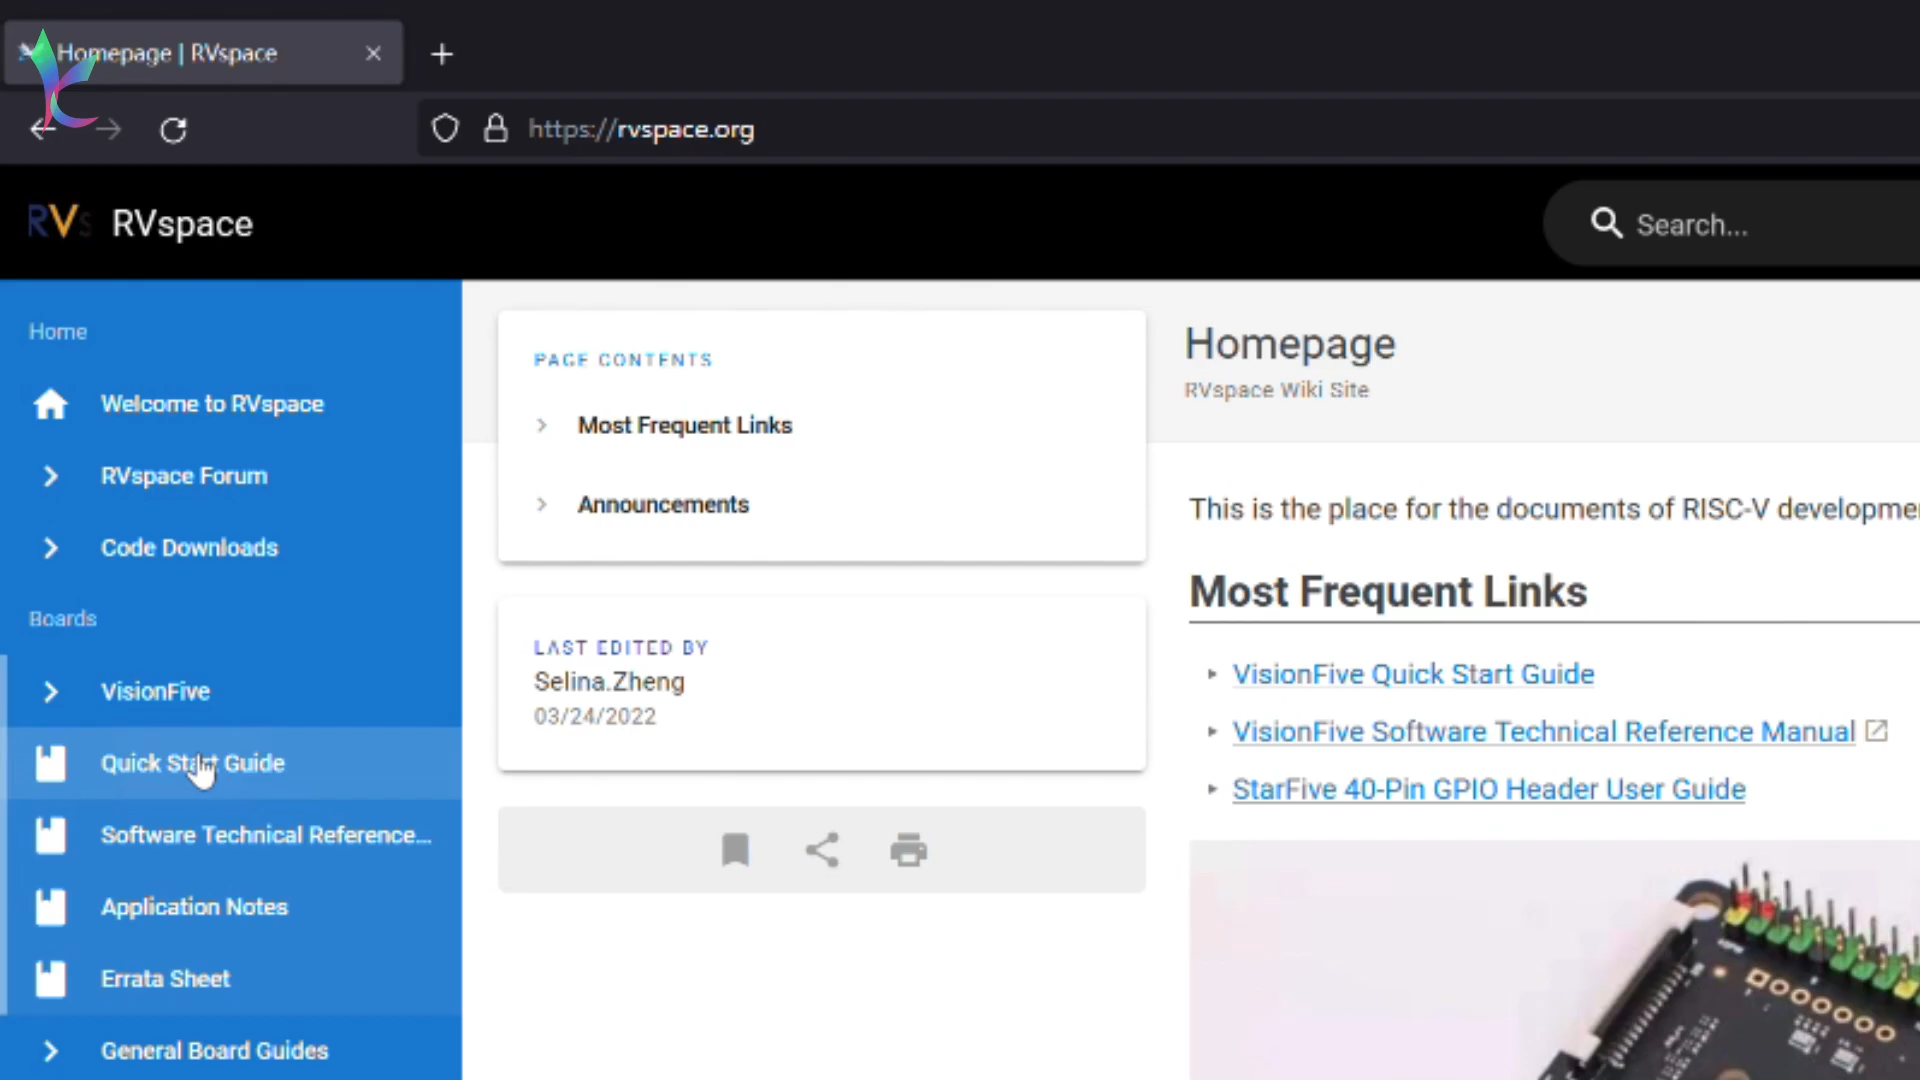 Homepage | RVspace
https://rvspace.org
RVs
RVspace
Search...
Home
Welcome to RVspace
RVspace Forum
Code Downloads
Boards
VisionFive
Quick Start Guide
Software Technical Reference...
Application Notes
Errata Sheet
General Board Guides
PAGE CONTENTS
Most Frequent Links
Announcements
LAST EDITED BY
Selina.Zheng
03/24/2022
Homepage
RVspace Wiki Site
This is the place for the documents of RISC-V
Most Frequent Links
VisionFive Quick Start Guide
VisionFive Software Technical Reference Manual
StarFive 40-Pin GPIO Header User Guide